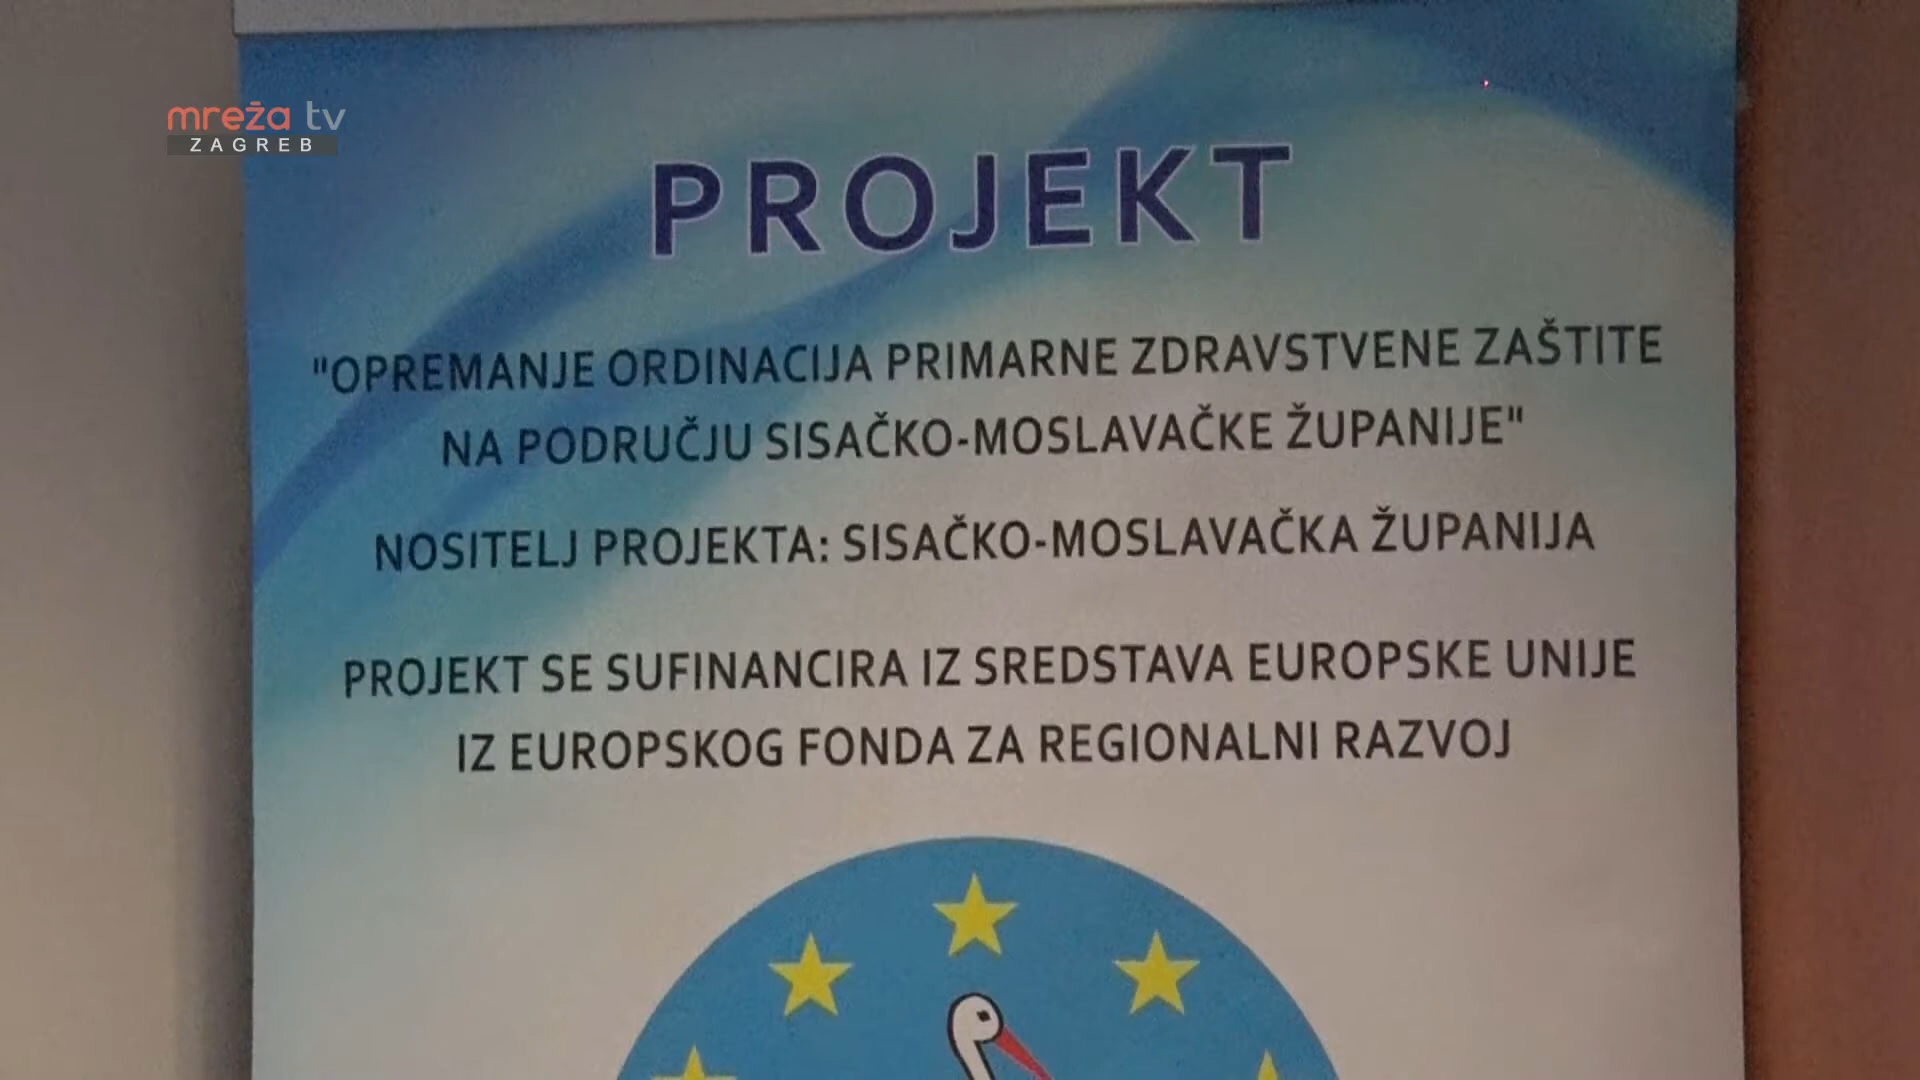 mreža tv
ZAGREB
PROJEKT
"OPREMANJE ORDINACIJA PRIMARNE ZDRAVSTVENE ZAŠTITE
NA PODRUČJU SISAČKO-MOSLAVAČKE ŽUPANIJE"
NOSITELJ PROJEKTA: SISAČKO-MOSLAVAČKA ŽUPANIJA
PROJEKT SE SUFINANCIRA IZ SREDSTAVA EUROPSKE UNIJE
IZ EUROPSKOG FONDA ZA REGIONALNI RAZVOJ